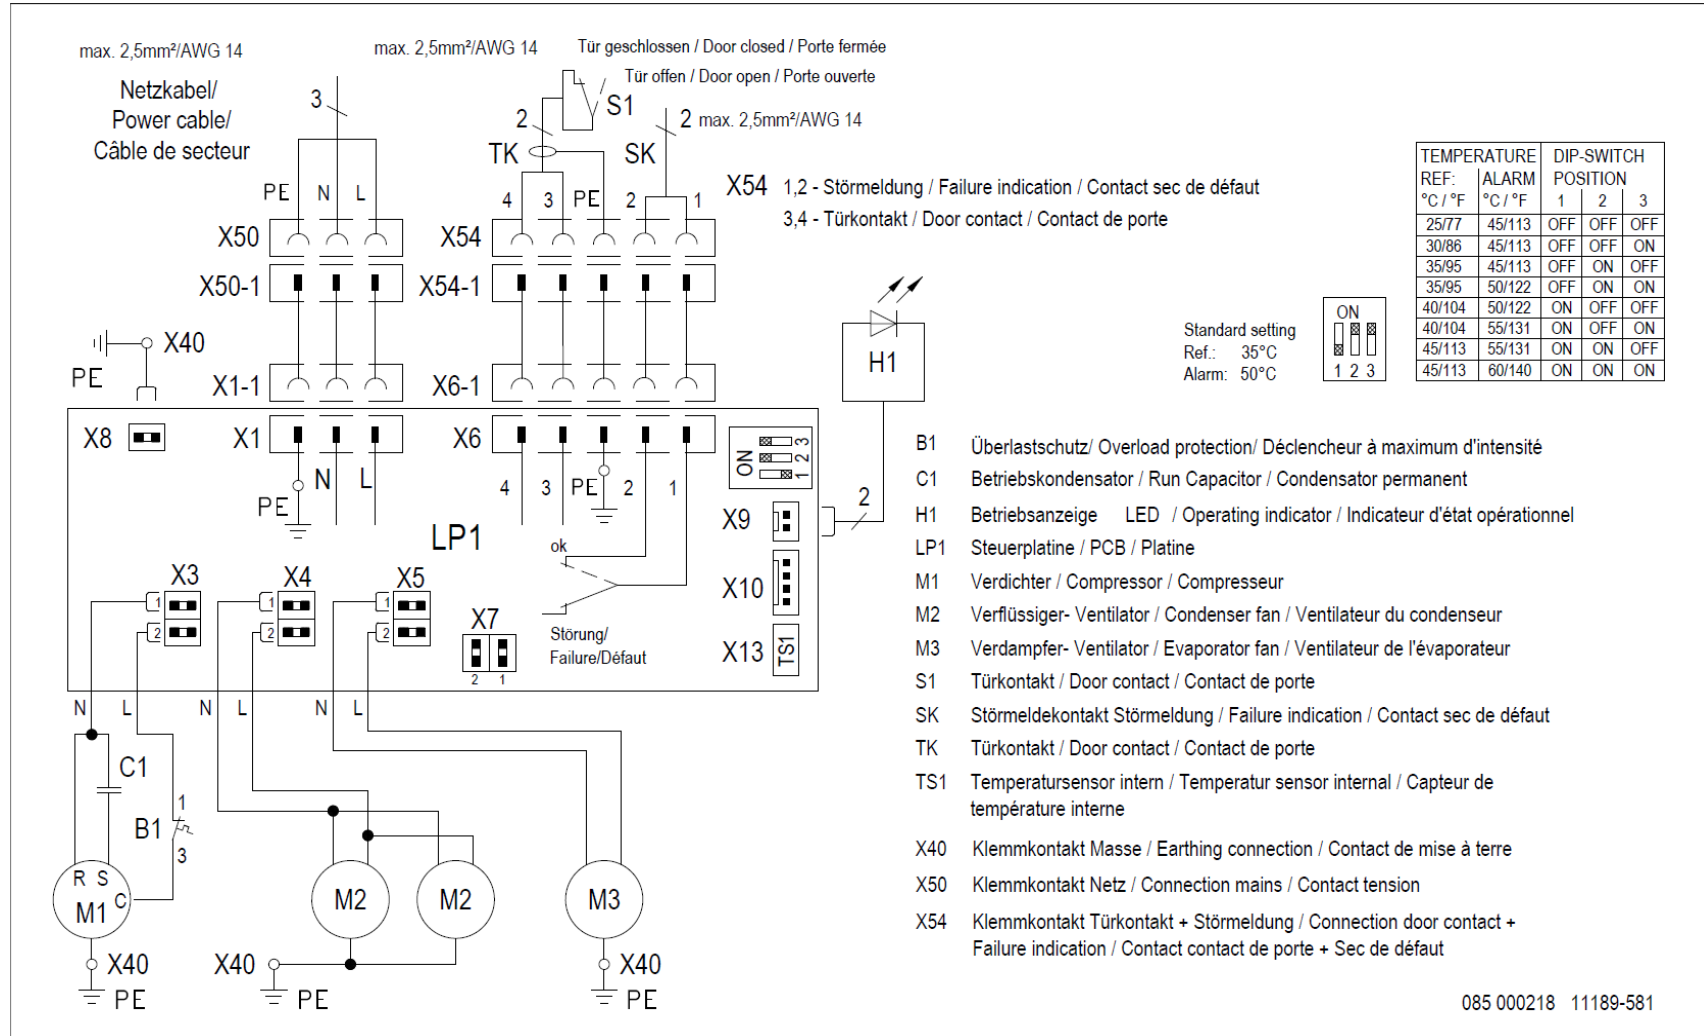 max. 2,5mm²/AWG 14
max. 2,5mm²/AWG 14
Tür geschlossen / Door closed / Porte fermée
Tür offen / Door open / Porte ouverte
Netzkabel/
Power cable/
Câble de secteur
3
2
S1
2 max. 2,5mm²/AWG 14
TK
SK
PE N L
4 3 PE 2 1
X54 1,2 - Störmeldung / Failure indication / Contact sec de défaut
3,4 - Türkontakt / Door contact / Contact de porte
X50
X54
X50-1
X54-1
X40
PE
X1-1
X6-1
H1
TEMPERATURE DIP-SWITCH
REF: ALARM POSITION
°C / °F °C / °F 1 2 3
25/77 45/113 OFF OFF OFF
30/86 45/113 OFF OFF ON
35/95 45/113 OFF ON OFF
35/95 50/122 OFF ON ON
40/104 50/122 ON OFF OFF
40/104 55/131 ON OFF ON
45/113 55/131 ON ON OFF
45/113 60/140 ON ON ON
Standard setting
Ref.: 35°C
Alarm: 50°C
ON
1 2 3
X8
X1
X6
ON
1 2 3
N L
PE
4 3 PE 2 1
X9
2
LP1
ok
X10
X3
X4
X5
1
2
1
2
1
2
X7
2 1
Störung/
Failure/Défaut
X13
TS1
N L N L N L
C1
B1
1
3
R S
C
M1
M2
M2
M3
X40
PE
X40
PE
X40
PE
B1 Überlastschutz/ Overload protection/ Déclencheur à maximum d'intensité
C1 Betriebskondensator / Run Capacitor / Condensator permanent
H1 Betriebsanzeige LED / Operating indicator / Indicateur d'état opérationnel
LP1 Steuerplatine / PCB / Platine
M1 Verdichter / Compressor / Compresseur
M2 Verflüssiger- Ventilator / Condenser fan / Ventilateur du condenseur
M3 Verdampfer- Ventilator / Evaporator fan / Ventilateur de l'évaporateur
S1 Türkontakt / Door contact / Contact de porte
SK Störmeldekontakt Störmeldung / Failure indication / Contact sec de défaut
TK Türkontakt / Door contact / Contact de porte
TS1 Temperatursensor intern / Temperatur sensor internal / Capteur de
température interne
X40 Klemmkontakt Masse / Earthing connection / Contact de mise à terre
X50 Klemmkontakt Netz / Connection mains / Contact tension
X54 Klemmkontakt Türkontakt + Störmeldung / Connection door contact +
Failure indication / Contact contact de porte + Sec de défaut
085 000218 11189-581